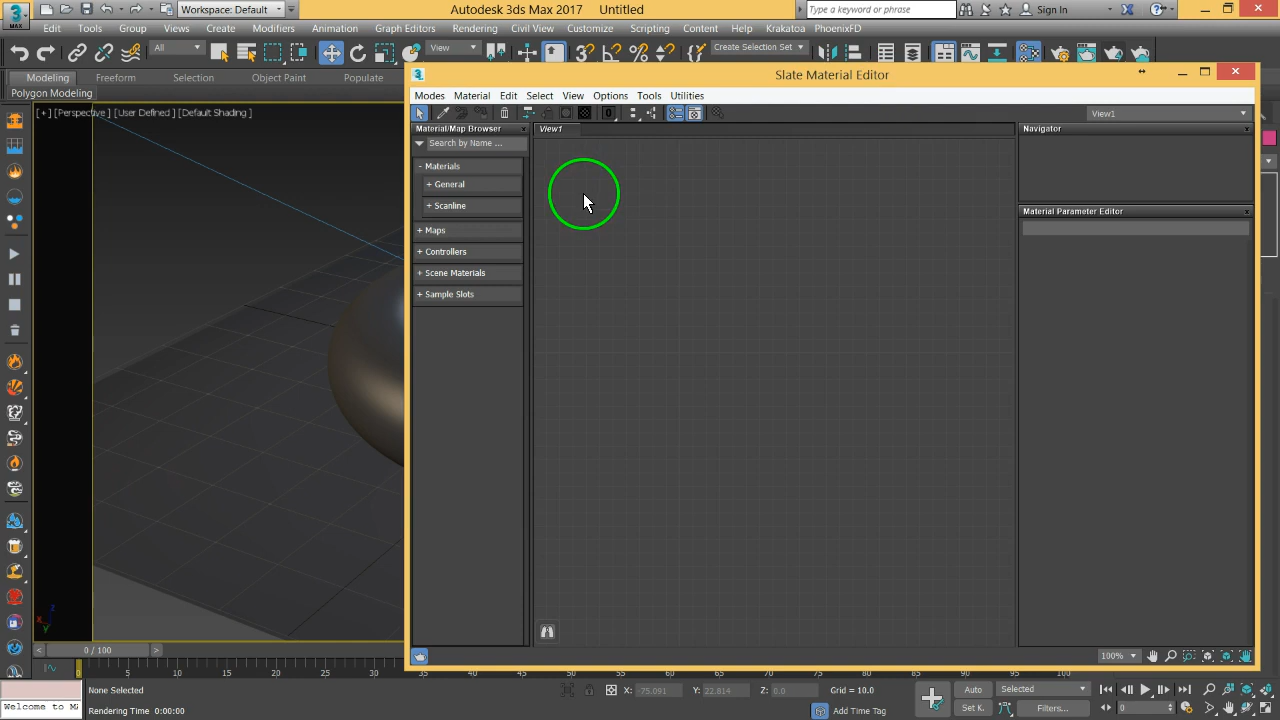 3 Workspace: Default Autodesk 3ds Max 2017 Untitled Type a keyword or phrase Sign In
MAX
Edit Tools Group Views Create Modifiers Animation Graph Editors Rendering Civil View Customize Scripting Content Help Krakatoa PhoenixFD
All View Create Selection Set
Modeling Freeform Selection Object Paint Populate
Polygon Modeling
[ + ] [Perspective ] [User Defined ] [Default Shading ]
Slate Material Editor
Modes Material Edit Select View Options Tools Utilities
View1
Material/Map Browser
View1
Navigator
Search by Name ...
- Materials
+ General
+ Scanline
+ Maps
+ Controllers
+ Scene Materials
+ Sample Slots
Material Parameter Editor
100%
z
x
y
< 0 / 100 >
0 5 10 15 20 25 30 35 40 45 50 55 60 65 70 75 80 85 90 95 100
None Selected X: -75.091 Y: 22.814 Z: 0.0 Grid = 10.0 Auto Selected
Welcome to M Rendering Time 0:00:00 Add Time Tag Set K. Filters... 0